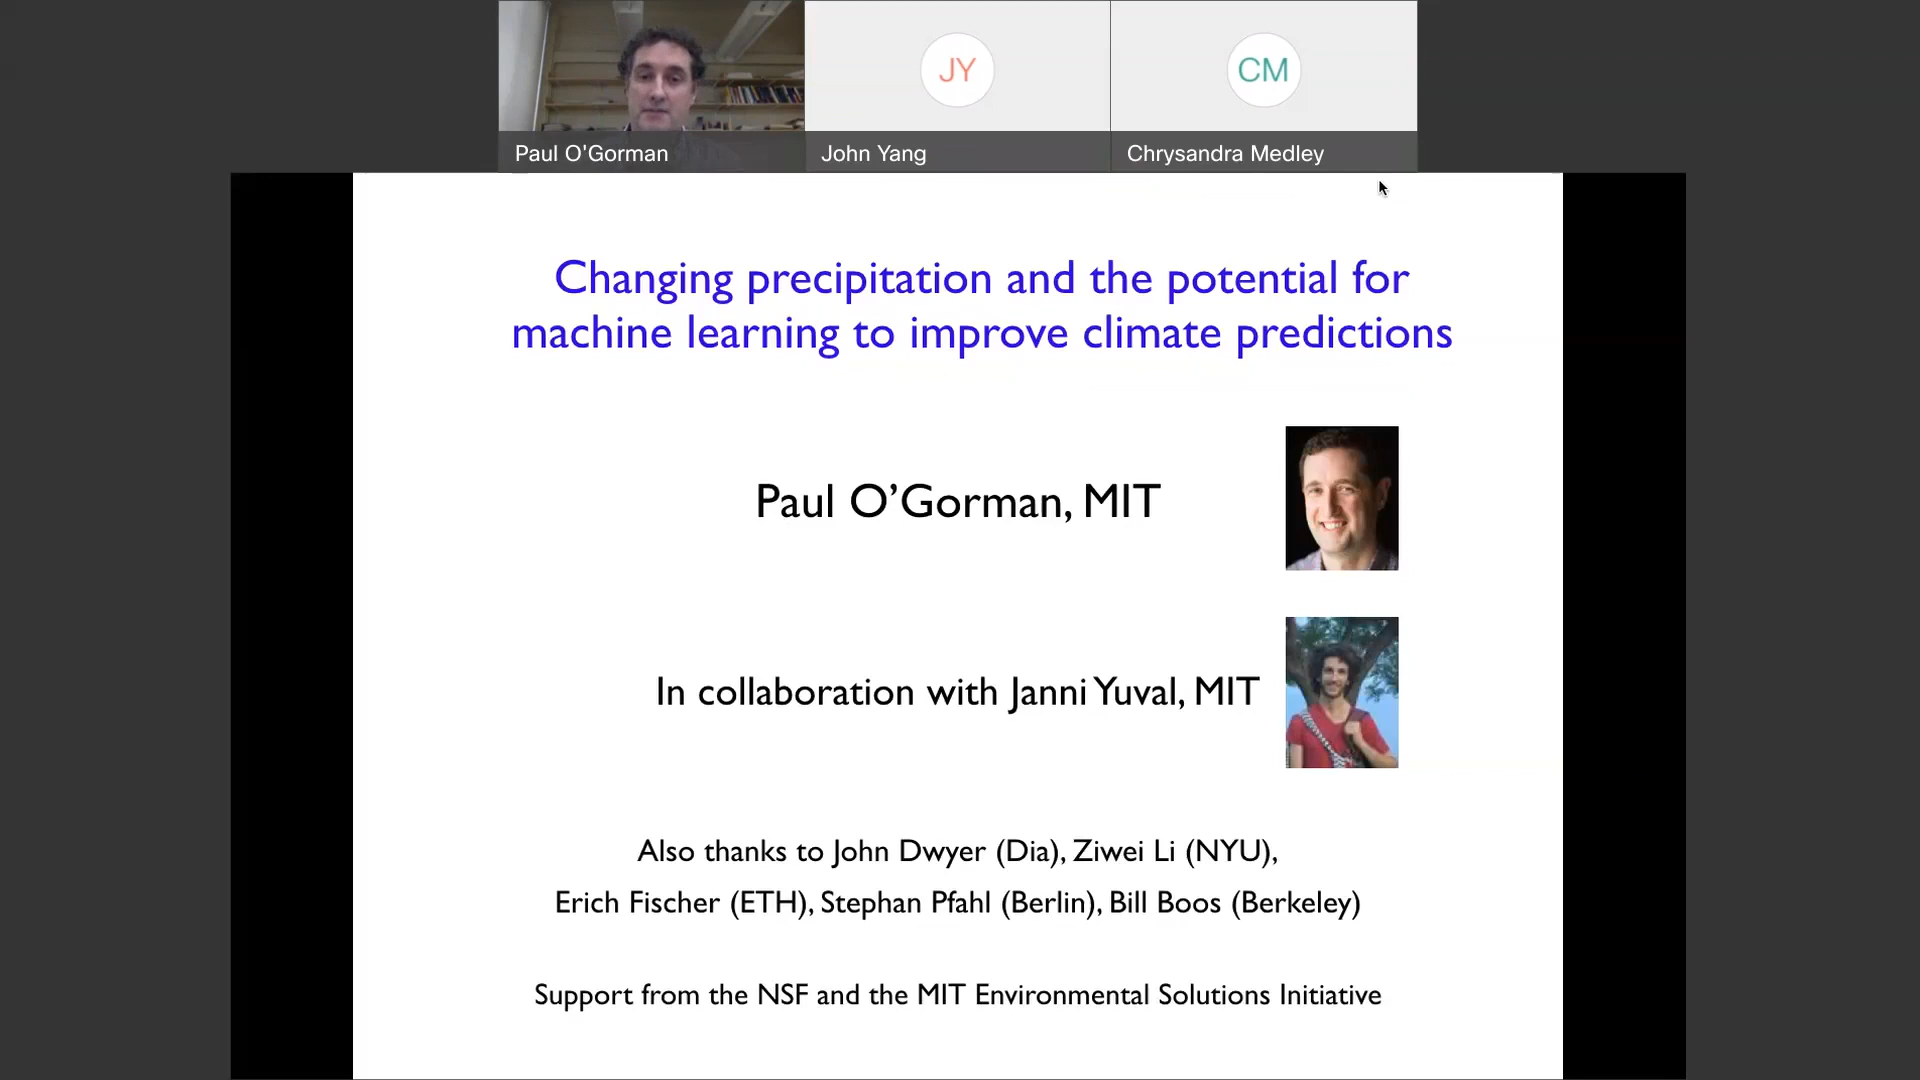 JY
CM
Paul O'Gorman
John Yang
Chrysandra Medley
Changing precipitation and the potential for
machine learning to improve climate predictions
Paul O’Gorman, MIT
In collaboration with Janni Yuval, MIT
Also thanks to John Dwyer (Dia), Ziwei Li (NYU),
Erich Fischer (ETH), Stephan Pfahl (Berlin), Bill Boos (Berkeley)
Support from the NSF and the MIT Environmental Solutions Initiative